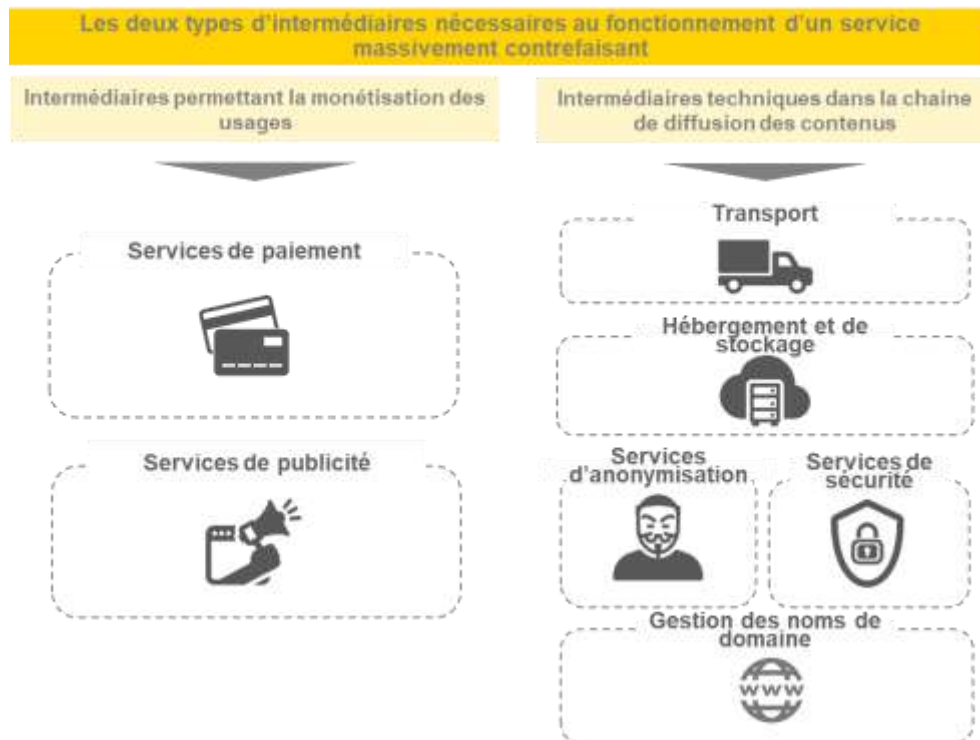 Les deux types d'intermédiaires nécessaires au fonctionnement d'un service
massivement contrefaisant
Intermédiaires permettant la monétisation des
usages
Services de paiement
Services de publicité
Intermédiaires techniques dans la chaine
de diffusion des contenus
Transport
Hébergement et de
stockage
Services
d'anonymisation
Services de
sécurité
Gestion des noms de
domaine
www